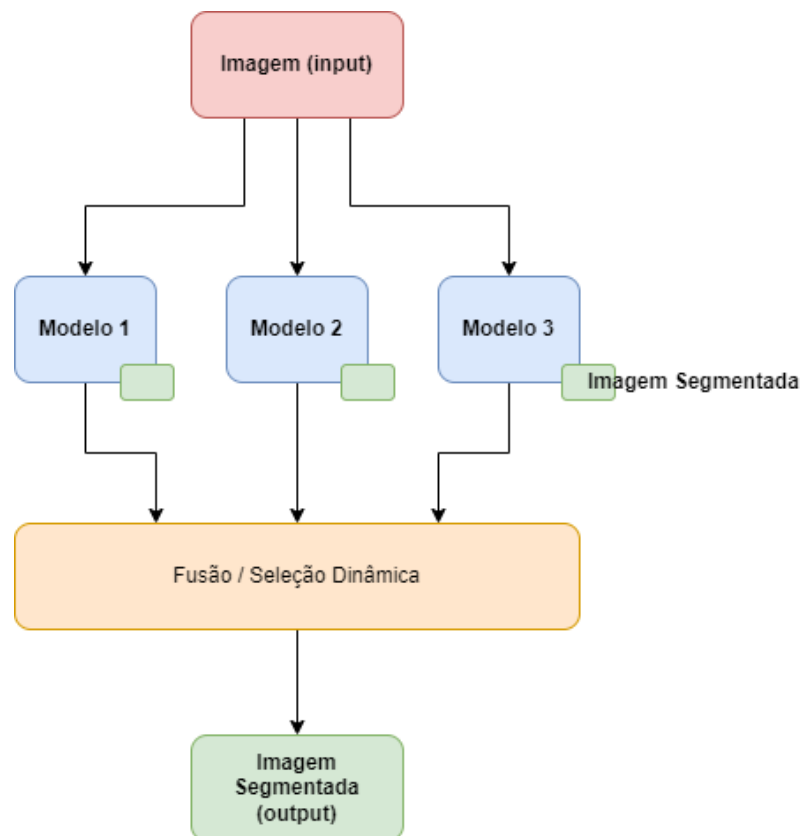 Imagem (input)
Modelo 1
Modelo 2
Modelo 3
Imagem Segmentada
Fusão / Seleção Dinâmica
Imagem
Segmentada
(output)